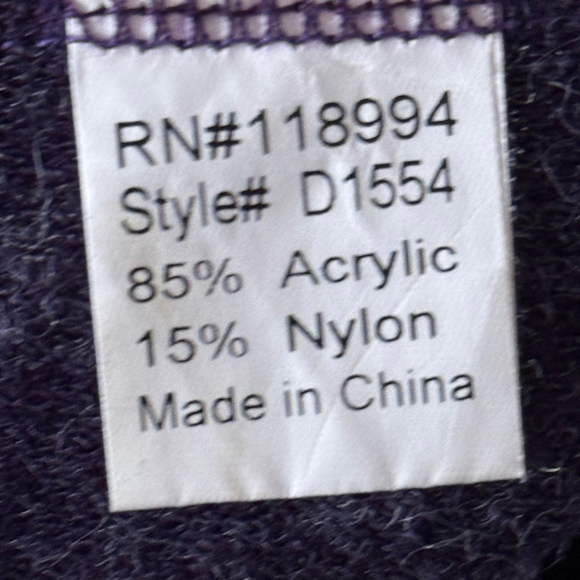 RN#118994
Style# D1554
85% Acrylic
15% Nylon
Made in China